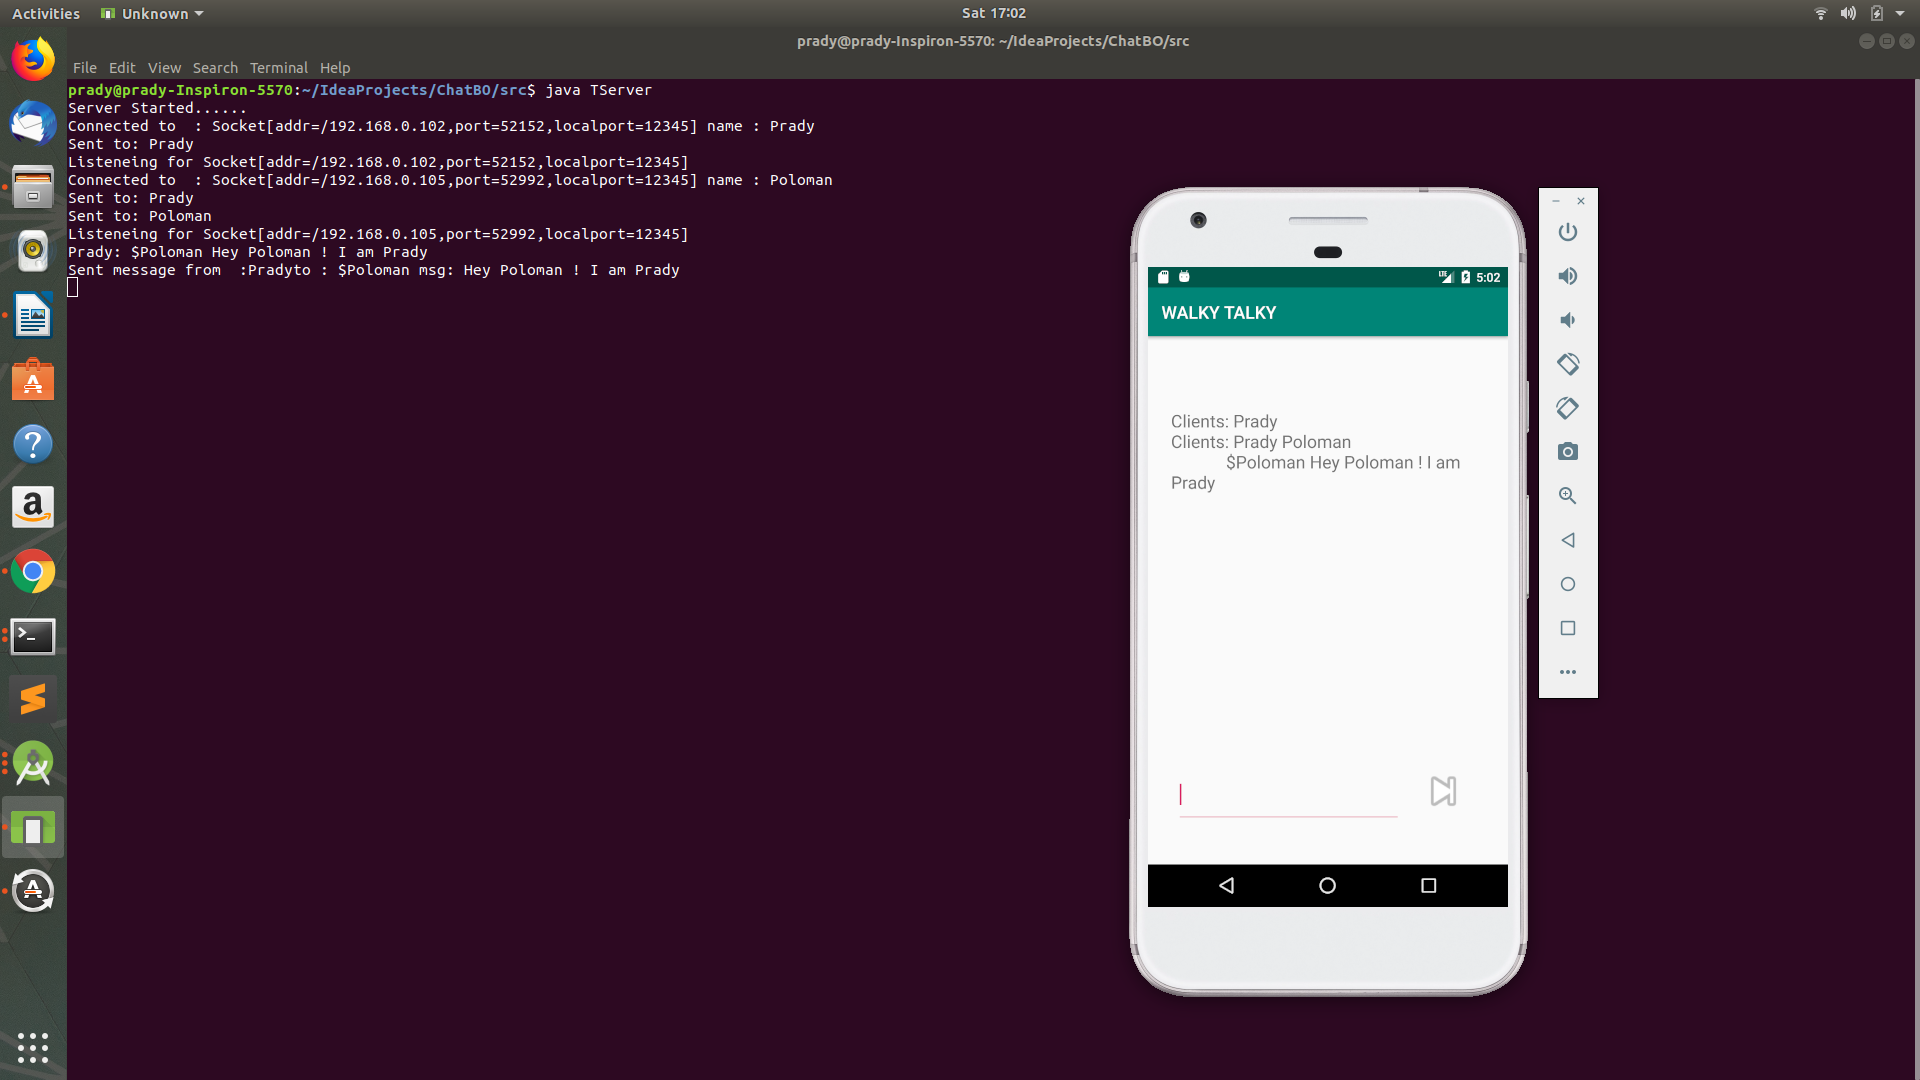 Activities Unknown Sat 17:02
prady@prady-Inspiron-5570: ~/IdeaProjects/ChatBO/src
File Edit View Search Terminal Help
prady@prady-Inspiron-5570:~/IdeaProjects/ChatBO/src$ java TServer
Server Started......
Connected to  : Socket[addr=/192.168.0.102,port=52152,localport=12345] name : Prady
Sent to: Prady
Listeneing for Socket[addr=/192.168.0.102,port=52152,localport=12345]
Connected to  : Socket[addr=/192.168.0.105,port=52992,localport=12345] name : Poloman
Sent to: Prady
Sent to: Poloman
Listeneing for Socket[addr=/192.168.0.105,port=52992,localport=12345]
Prady: $Poloman Hey Poloman ! I am Prady
Sent message from  :Pradyto : $Poloman msg: Hey Poloman ! I am Prady
LTE 5:02
WALKY TALKY
Clients: Prady
Clients: Prady Poloman
$Poloman Hey Poloman ! I am
Prady